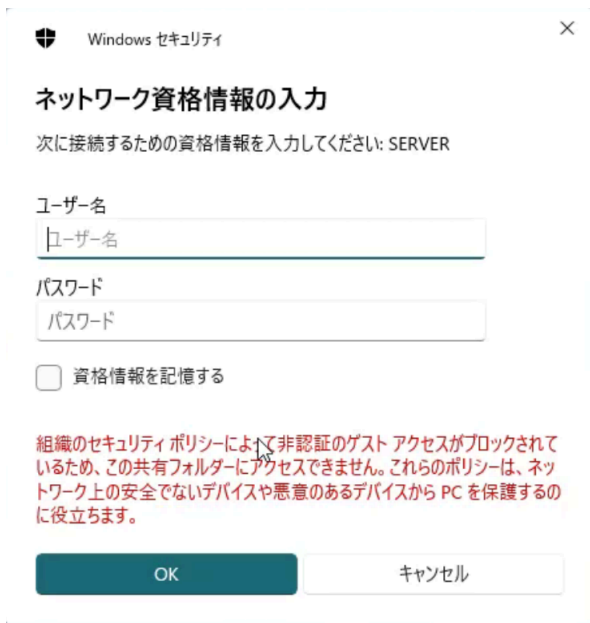 Windows セキュリティ
ネットワーク資格情報の入力
次に接続するための資格情報を入力してください: SERVER
ユーザー名
ユーザー名
パスワード
パスワード
資格情報を記憶する
組織のセキュリティ ポリシーによって非認証のゲスト アクセスがブロックされて
いるため、この共有フォルダーにアクセスできません。これらのポリシーは、ネッ
トワーク上の安全でないデバイスや悪意のあるデバイスから PC を保護するの
に役立ちます。
OK
キャンセル